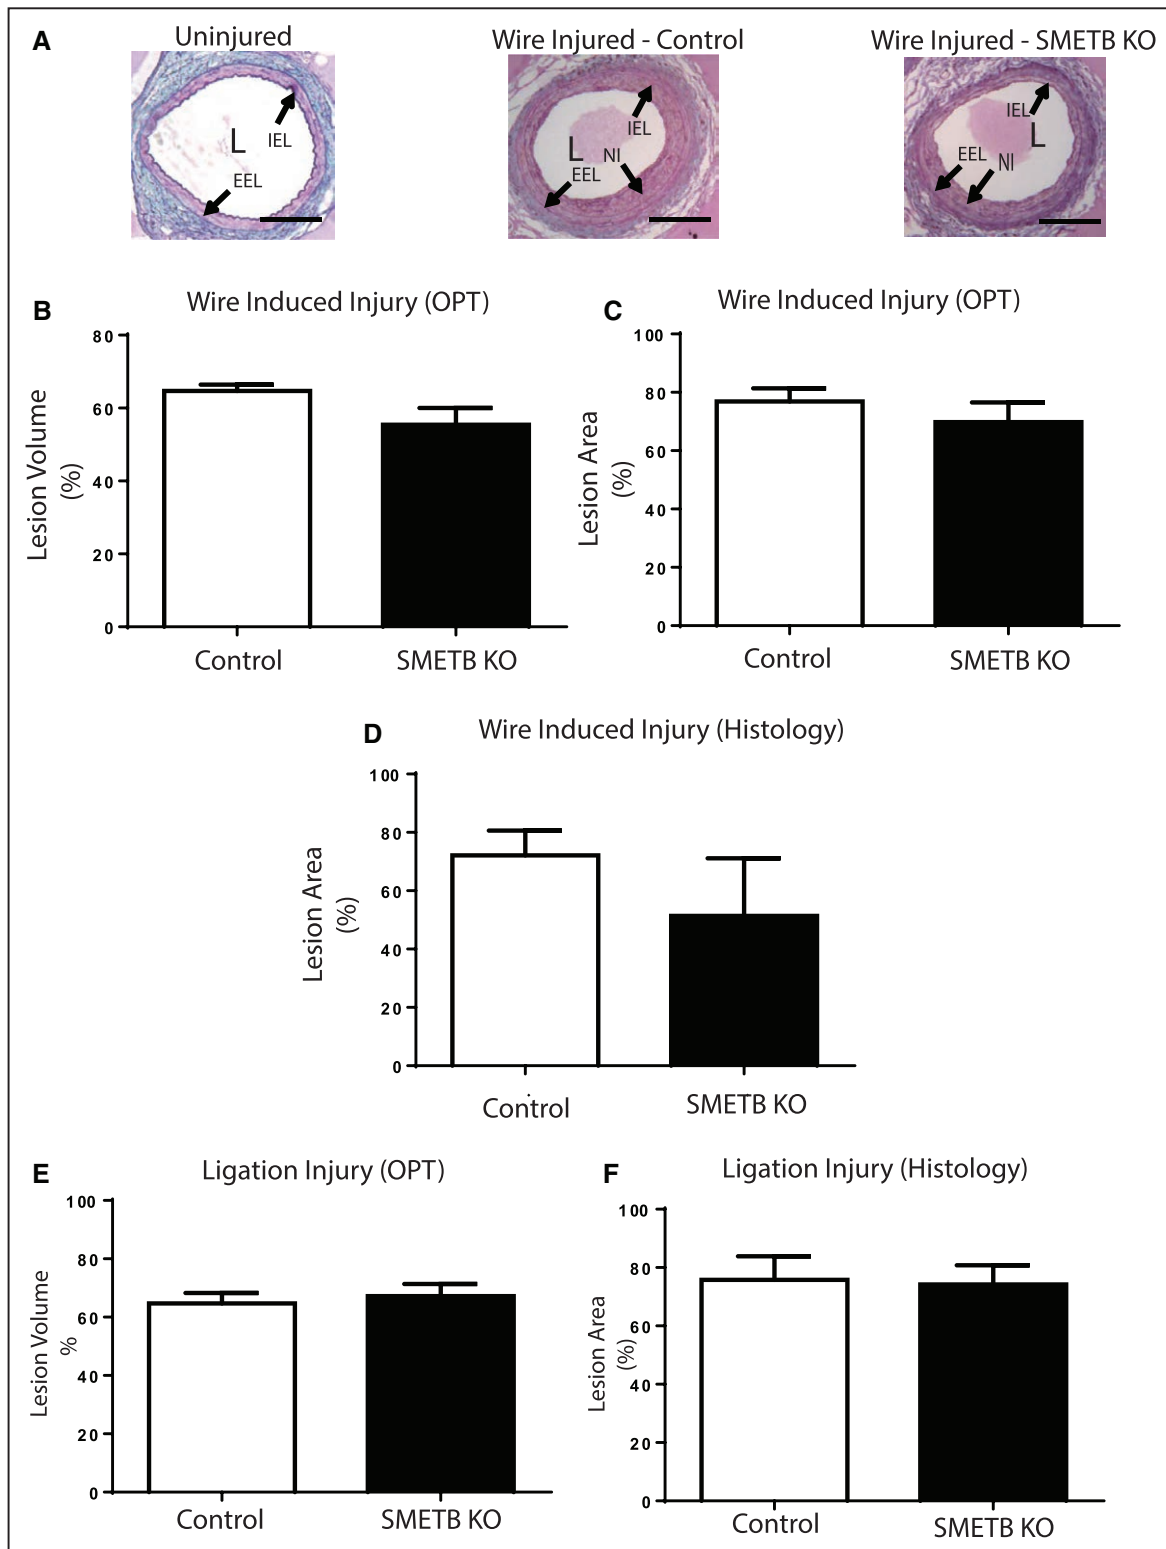 A
Uninjured
Wire Injured - Control
Wire Injured - SMETB KO
L
IEL
EEL
L
IEL
NI
EEL
IEL
L
EEL
NI
B
Wire Induced Injury (OPT)
80
60
40
20
0
Lesion Volume
(%)
Control
SMETB KO
C
Wire Induced Injury (OPT)
100
80
60
40
20
0
Lesion Area
(%)
Control
SMETB KO
D
Wire Induced Injury (Histology)
100
80
60
40
20
0
Lesion Area
(%)
Control
SMETB KO
E
Ligation Injury (OPT)
100
80
60
40
20
0
Lesion Volume
%
Control
SMETB KO
F
Ligation Injury (Histology)
100
80
60
40
20
0
Lesion Area
(%)
Control
SMETB KO